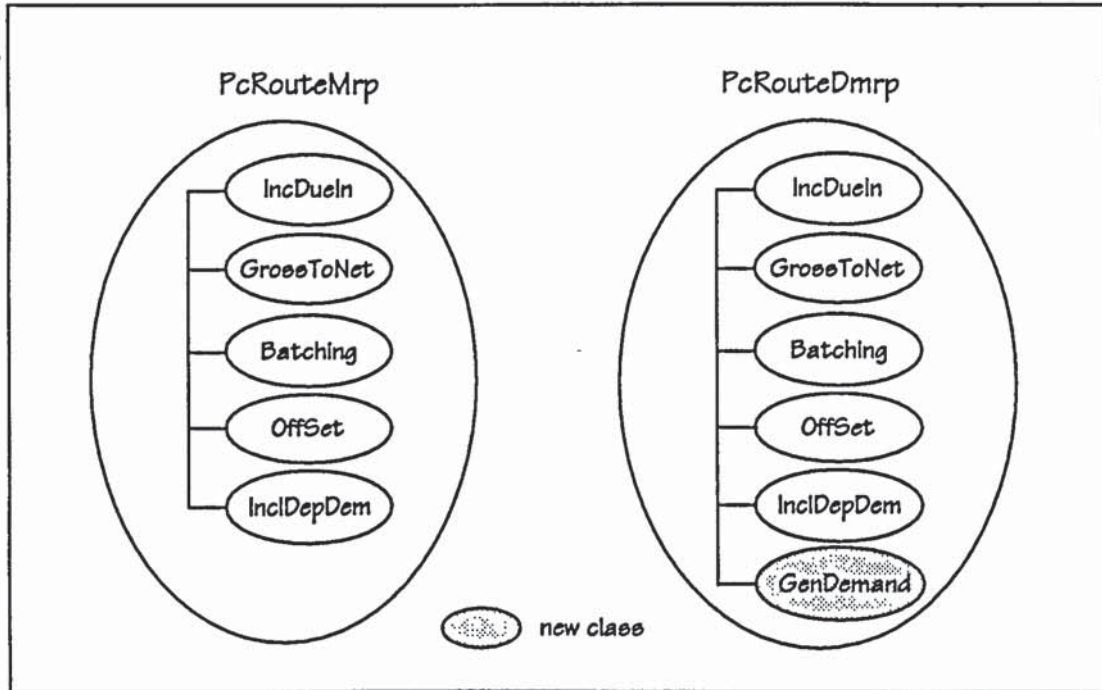 PcRouteMrp
IncDueIn
GrossToNet
Batching
OffSet
InclDepDem
PcRouteDmrp
IncDueIn
GrossToNet
Batching
OffSet
InclDepDem
GenDemand
new class